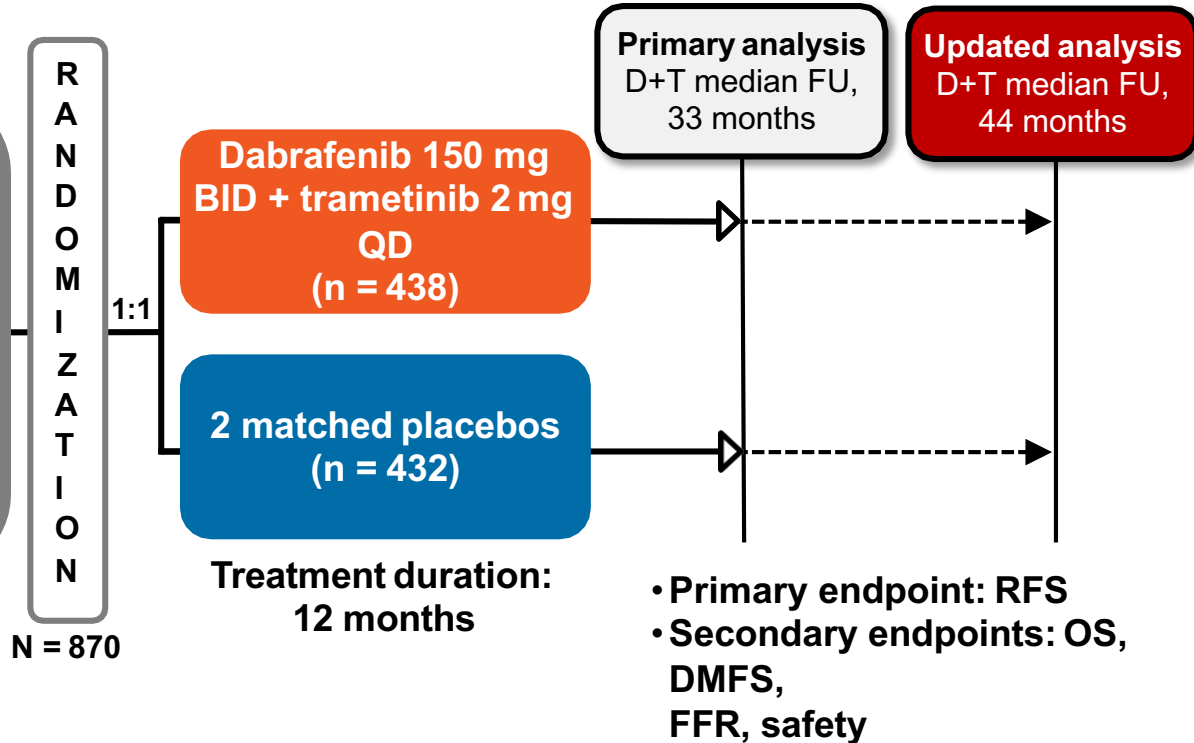 RANDOMIZATION
N = 870
1:1
Dabrafenib 150 mg
BID + trametinib 2 mg
QD
(n = 438)
2 matched placebos
(n = 432)
Treatment duration:
12 months
Primary analysis
D+T median FU,
33 months
Updated analysis
D+T median FU,
44 months
• Primary endpoint: RFS
• Secondary endpoints: OS,
DMFS,
FFR, safety